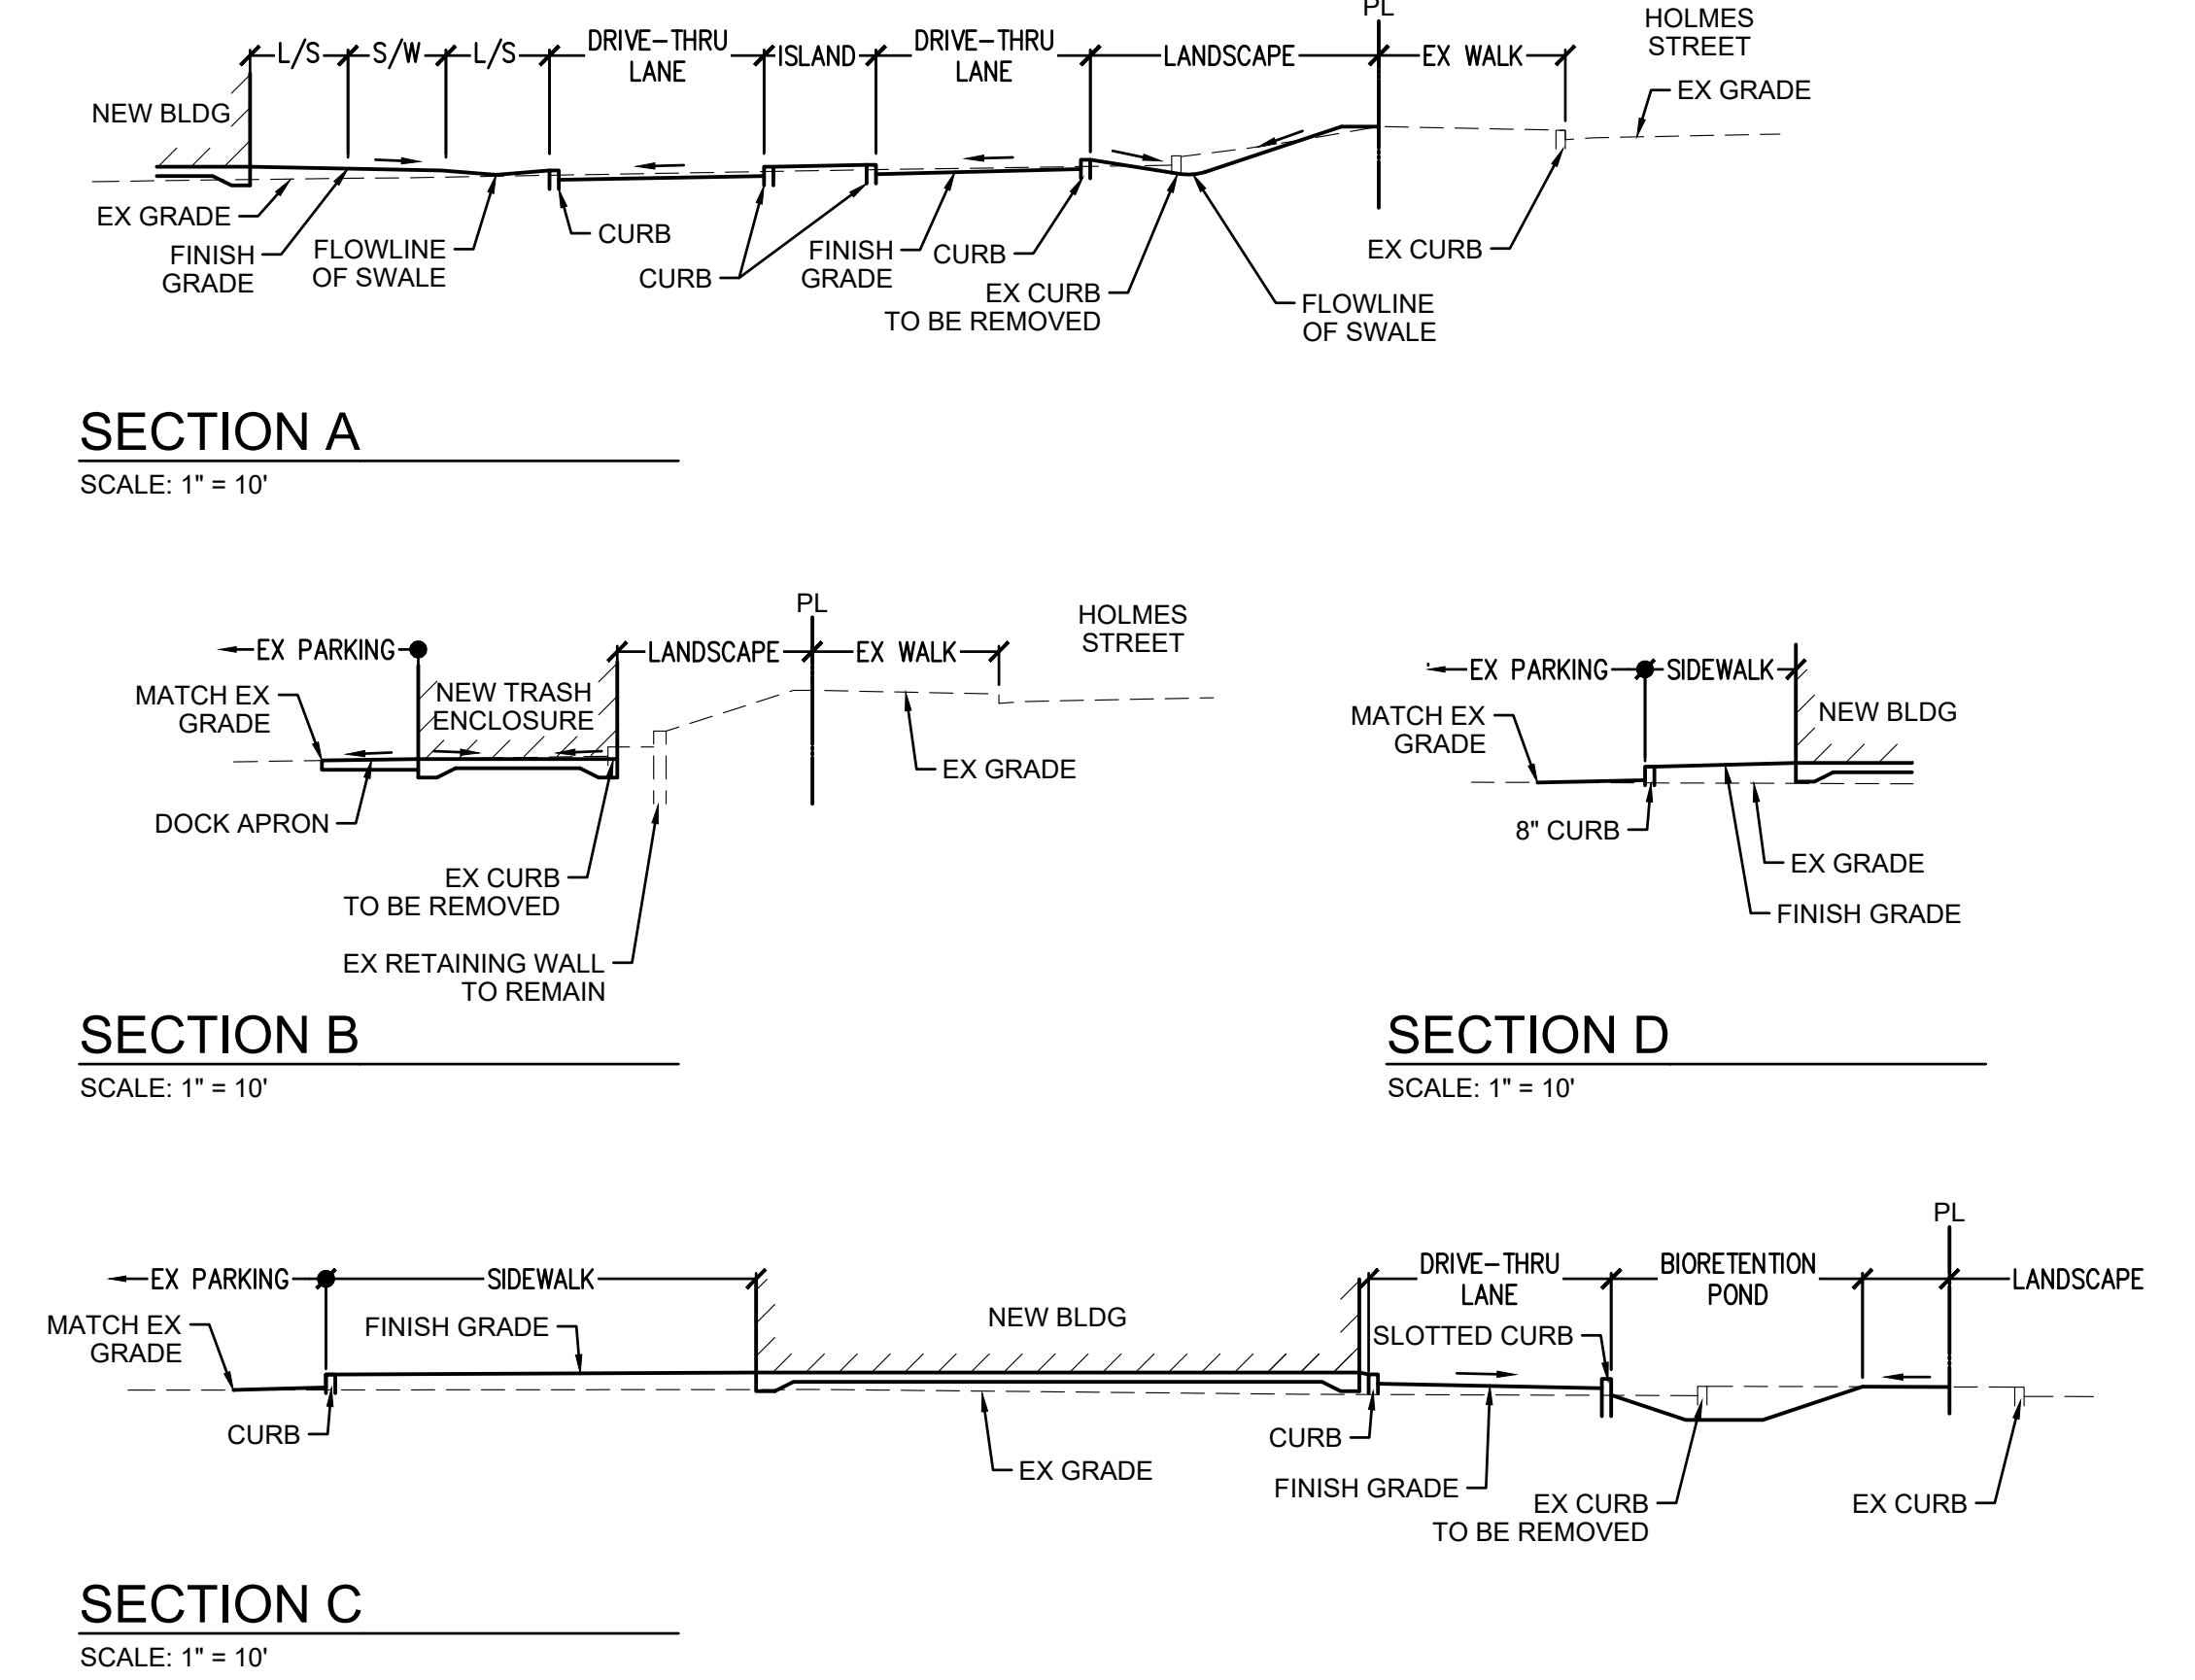 PL
HOLMES
STREET
L/S
S/W
L/S
DRIVE-THRU
LANE
ISLAND
DRIVE-THRU
LANE
LANDSCAPE
EX WALK
EX GRADE
NEW BLDG
EX GRADE
FINISH
GRADE
FLOWLINE
OF SWALE
CURB
CURB
FINISH
GRADE
CURB
EX CURB
TO BE REMOVED
FLOWLINE
OF SWALE
EX CURB
SECTION A
SCALE: 1" = 10'
PL
HOLMES
STREET
EX PARKING
LANDSCAPE
EX WALK
MATCH EX
GRADE
NEW TRASH
ENCLOSURE
EX GRADE
DOCK APRON
EX CURB
TO BE REMOVED
EX RETAINING WALL
TO REMAIN
SECTION B
SCALE: 1" = 10'
EX PARKING
SIDEWALK
MATCH EX
GRADE
NEW BLDG
8" CURB
EX GRADE
FINISH GRADE
SECTION D
SCALE: 1" = 10'
PL
EX PARKING
SIDEWALK
DRIVE-THRU
LANE
BIORETENTION
POND
LANDSCAPE
MATCH EX
GRADE
FINISH GRADE
NEW BLDG
SLOTTED CURB
CURB
EX GRADE
CURB
FINISH GRADE
EX CURB
TO BE REMOVED
EX CURB
SECTION C
SCALE: 1" = 10'